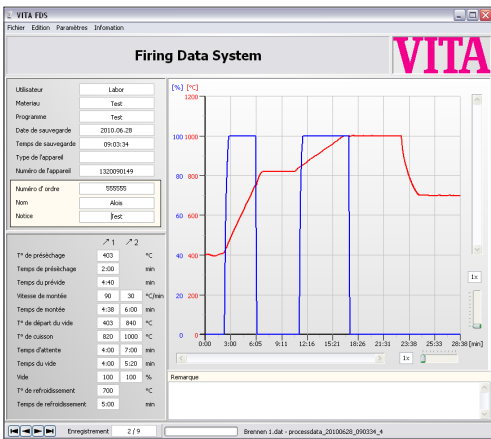 VITA FDS
Fichier Edition Paramètres Infomation
Firing Data System
VITA
Utilisateur Labor
Materiau Test
Programme Test
Date de sauvegarde 2010.06.28
Temps de sauvegarde 09:03:34
Type de l'appareil
Numéro de l'appareil 1320090149
Numéro d' ordre 555555
Nom Alois
Notice Test
1 2
T° de préséchage 403 °C
Temps de préséchage 2:00 min
Temps du prévide 4:40 min
Vitesse de montée 90 30 °C/min
Temps de montée 4:38 6:00 min
T° de départ du vide 403 840 °C
T° de cuisson 820 1000 °C
Temps d'attente 4:00 7:00 min
Temps du vide 4:00 5:20 min
Vide 100 100 %
T° de refroidissement 700 °C
Temps de refroidissement 5:00 min
[%] [°C]
1200
100 1000
80 800
60 600
40 400
20 200
0 0
0:00 3:00 6:05 9:11 12:16 15:21 18:26 21:31 23:32 25:33 28:38 [min]
1x
1x
Remarque
Enregistrement 2 / 9
Brennen 1.dat - processdata_20100628_090334_4